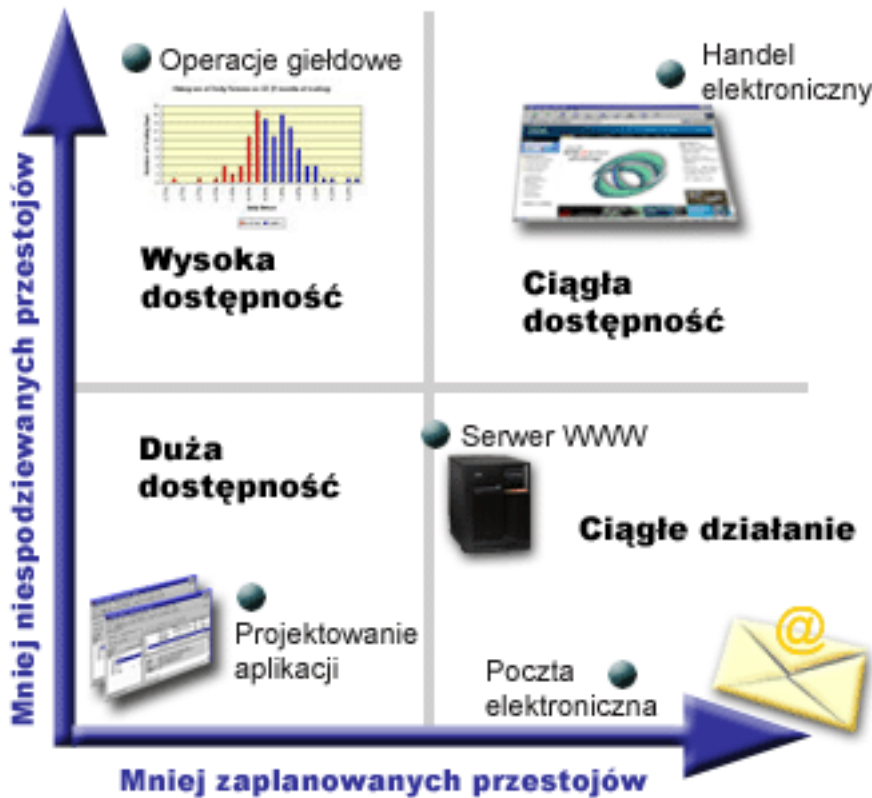 Operacje giełdowe
Handel
elektroniczny
Wysoka
dostępność
Ciągła
dostępność
Duża
dostępność
Serwer WWW
Ciągłe działanie
Projektowanie
aplikacji
Poczta
elektroniczna
@
Mniej niespodziewanych przestojów
Mniej zaplanowanych przestojów